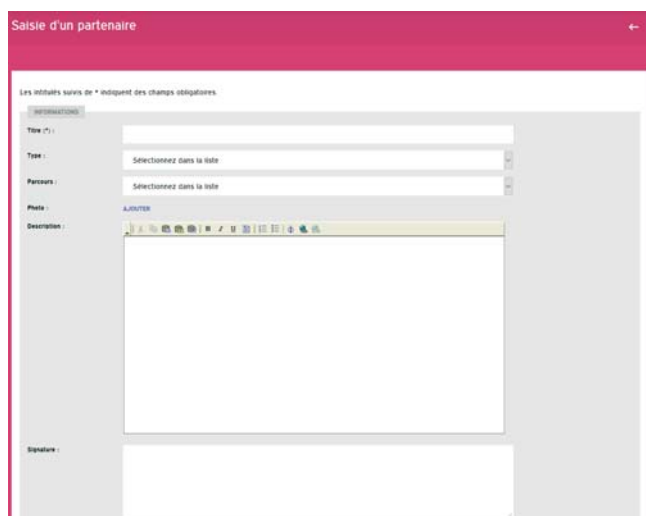 Saisie d'un partenaire
Les intitulés suivis de * indiquent des champs obligatoires.
INFORMATIONS
Titre (*) :
Type :
Sélectionnez dans la liste
Parcours :
Sélectionnez dans la liste
Photo :
AJOUTER
Description :
B I U
Signature :